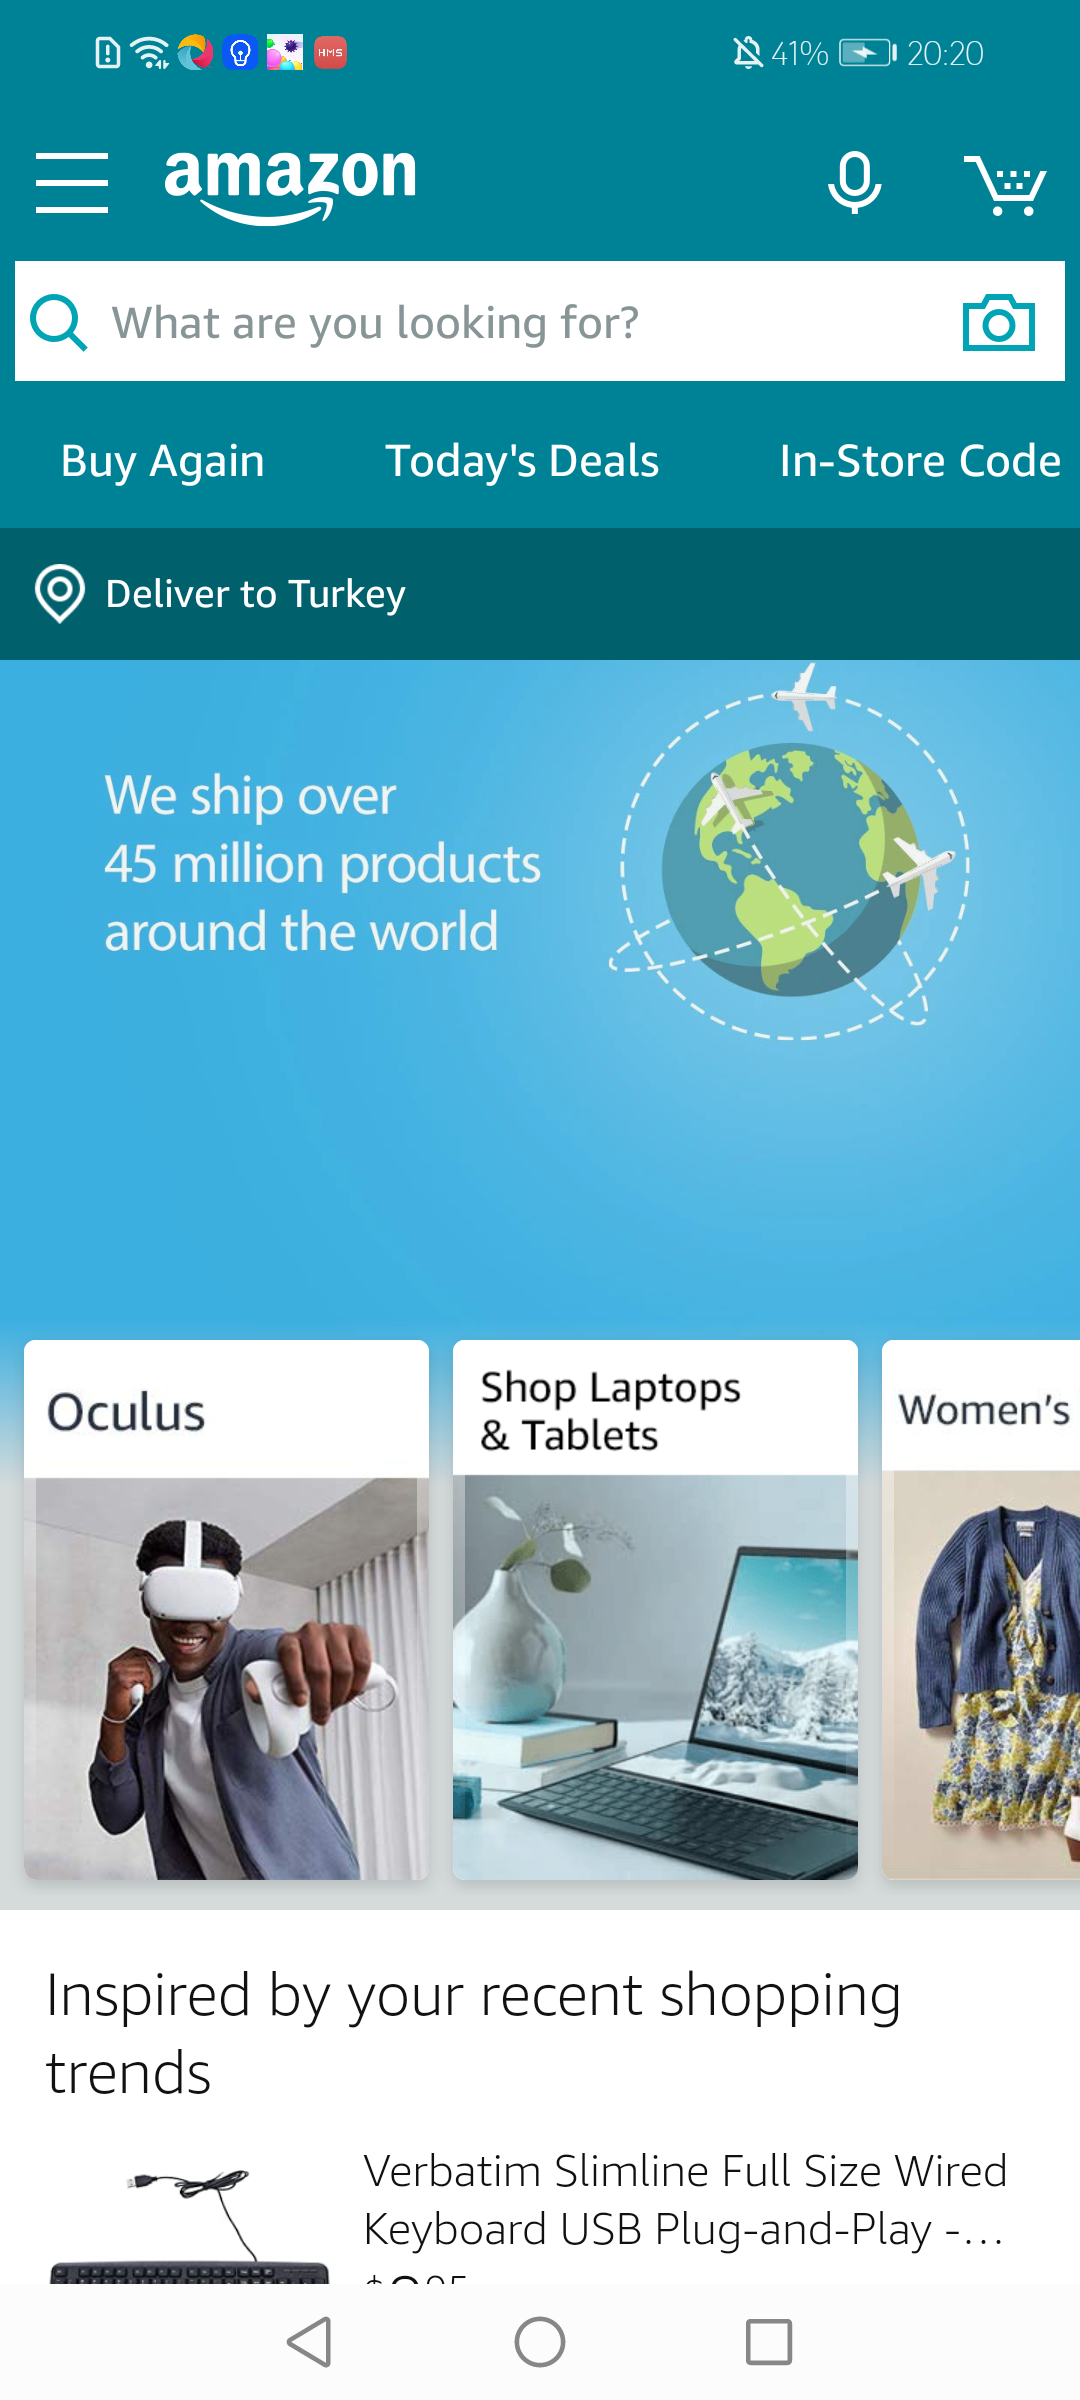 HMS
41%
20:20
amazon
What are you looking for?
Buy Again
Today's Deals
In-Store Code
Deliver to Turkey
We ship over
45 million products
around the world
Oculus
Shop Laptops
& Tablets
Women's
Inspired by your recent shopping
trends
Verbatim Slimline Full Size Wired
Keyboard USB Plug-and-Play -...